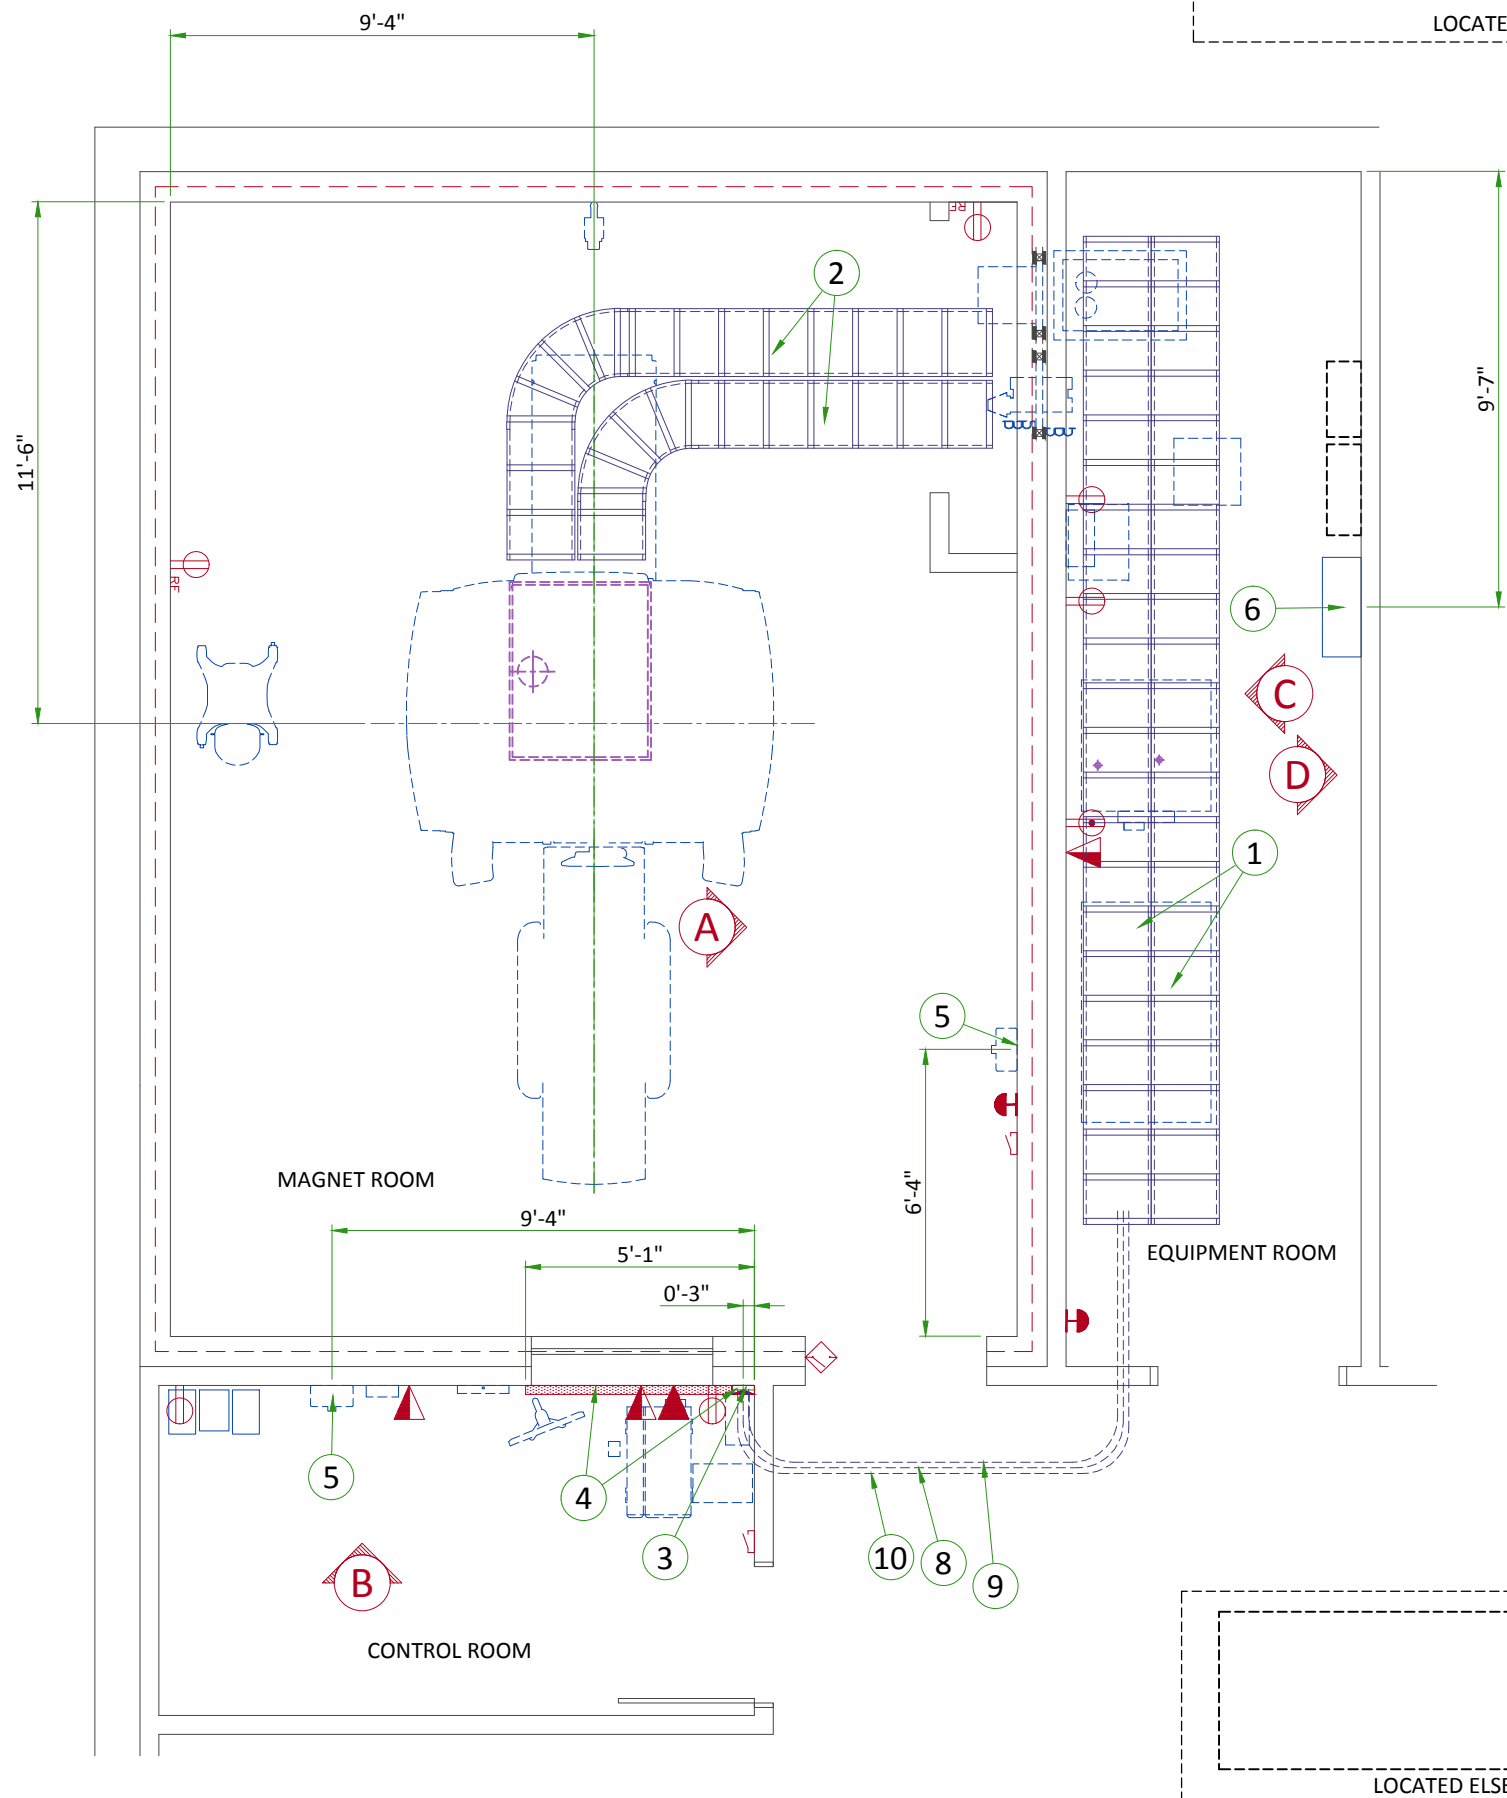 9'-4"
LOCATE
2
RF
11'-6"
9'-7"
RF
6
C
D
1
A
5
MAGNET ROOM
6'-4"
9'-4"
5'-1"
0'-3"
EQUIPMENT ROOM
5
4
3
10
8
9
B
CONTROL ROOM
LOCATED ELSE